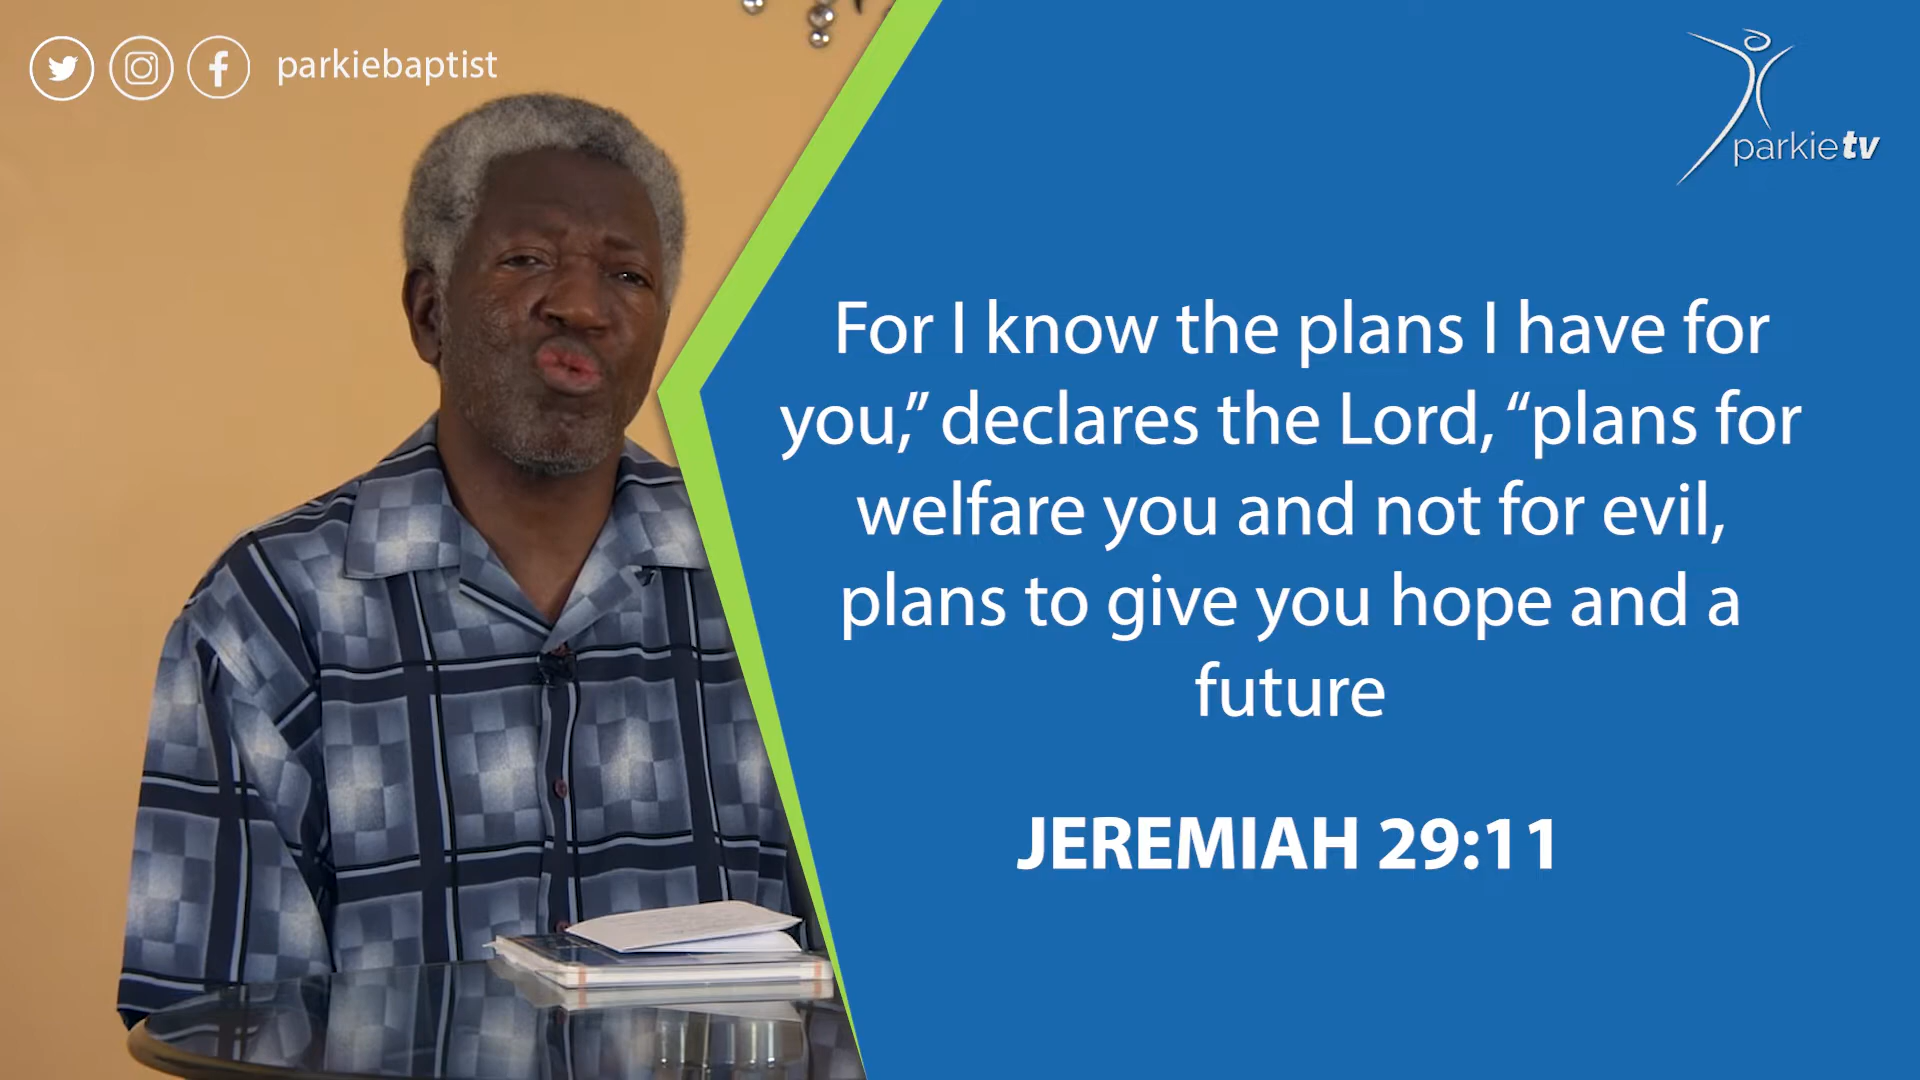 parkiebaptist
parkietv
For I know the plans I have for
you,” declares the Lord, “plans for
welfare you and not for evil,
plans to give you hope and a
future
JEREMIAH 29:11